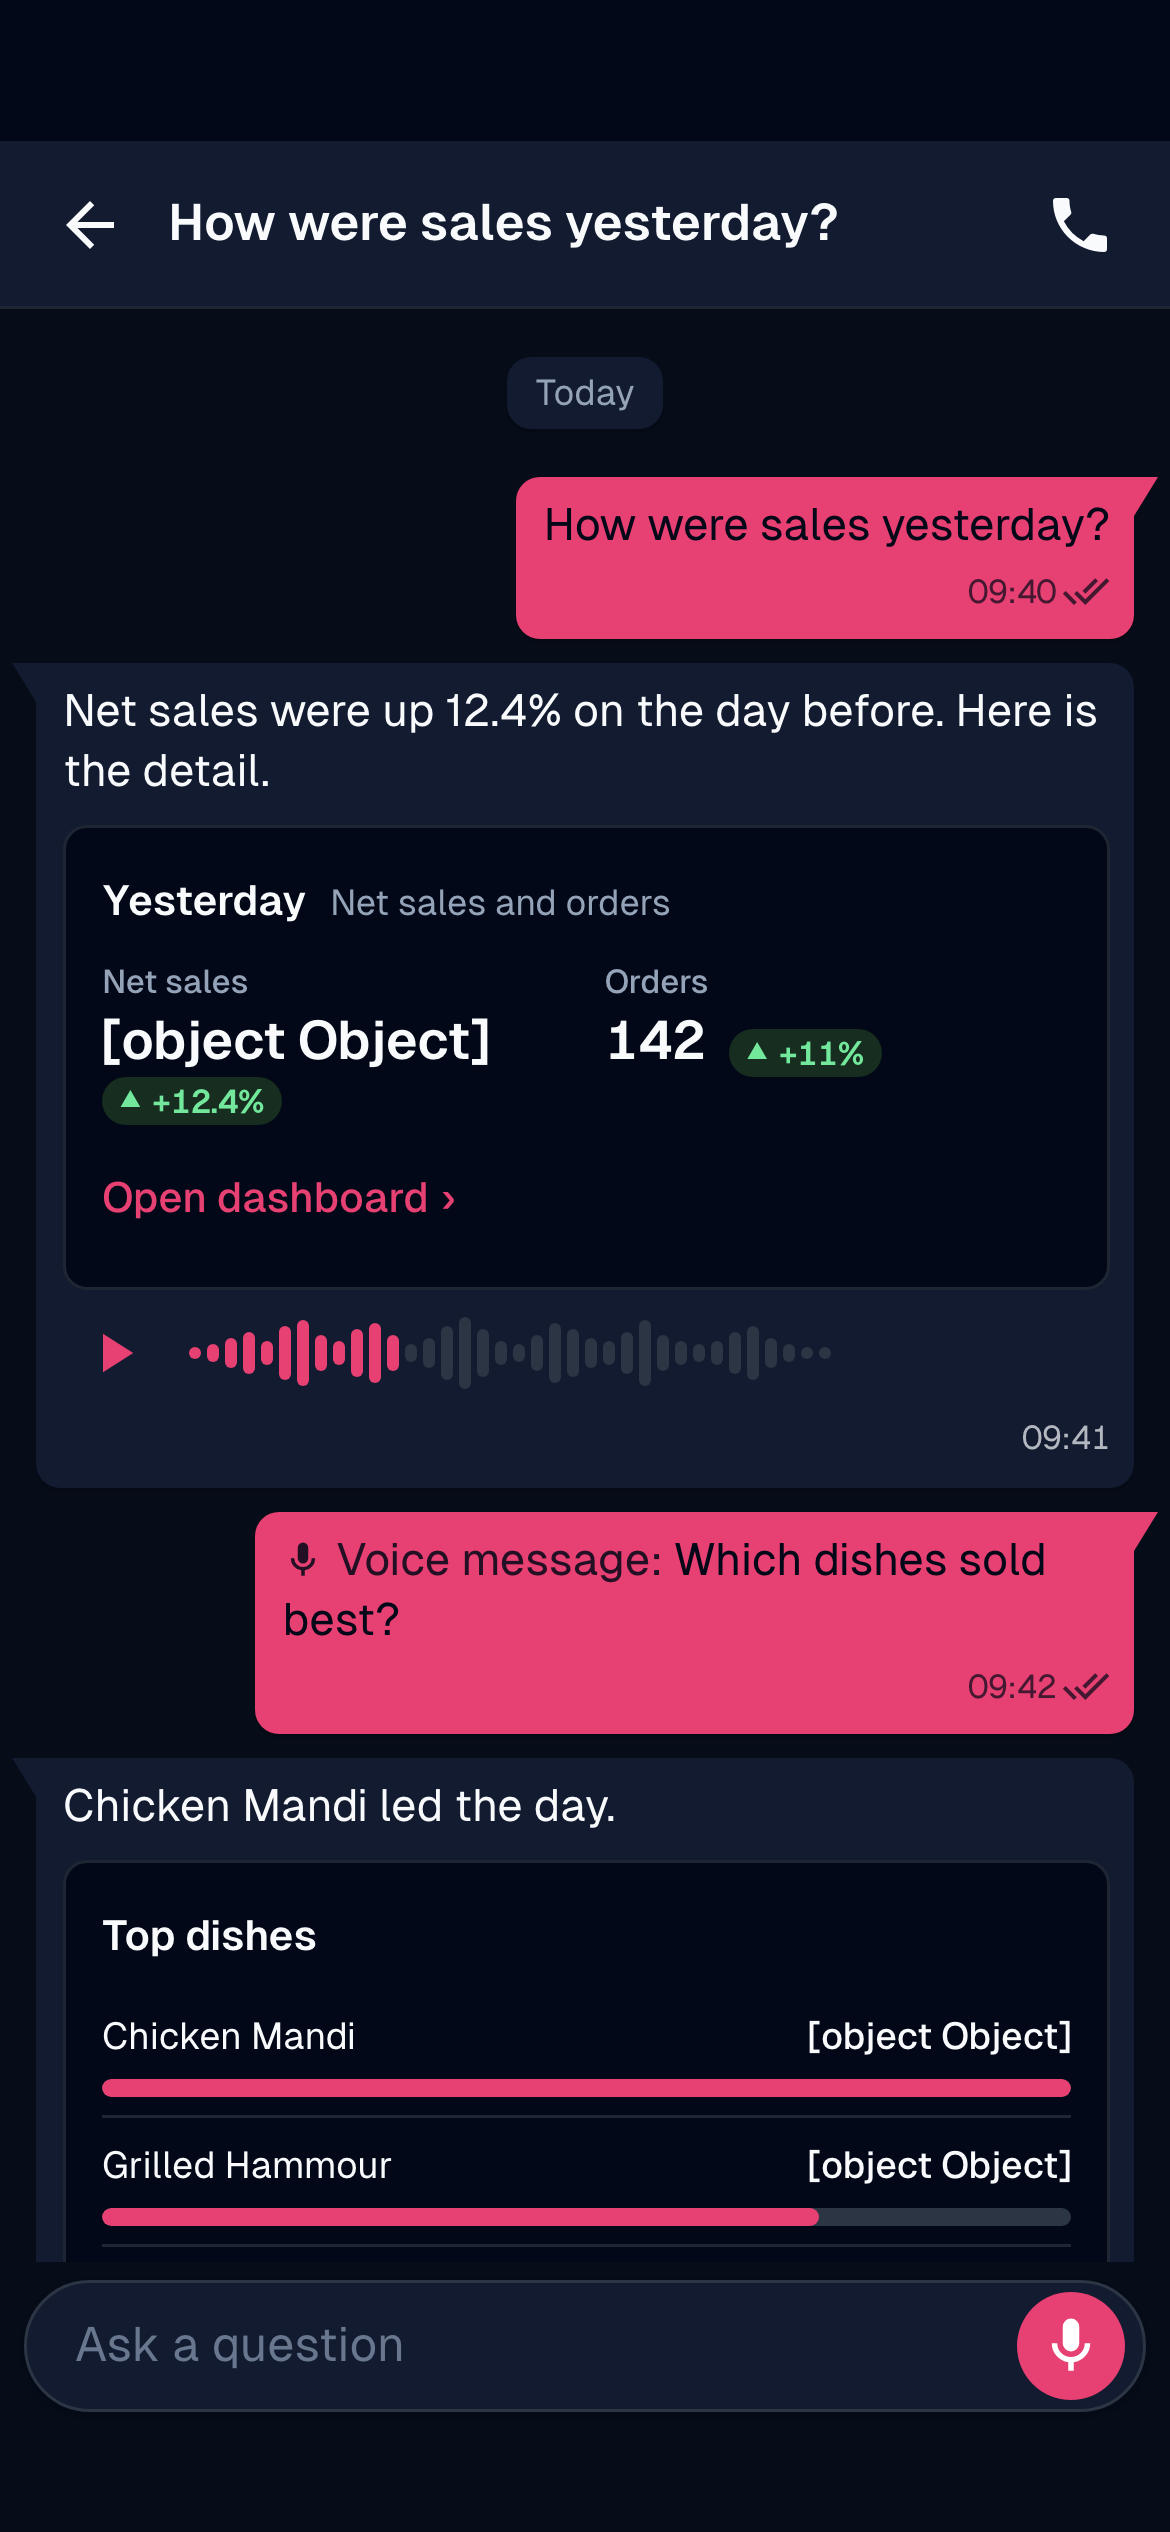 How were sales yesterday?
Today
How were sales yesterday?
09:40
Net sales were up 12.4% on the day before. Here is
the detail.
Yesterday Net sales and orders
Net sales
[object Object]
+12.4%
Orders
142 +11%
Open dashboard ›
09:41
Voice message: Which dishes sold
best?
09:42
Chicken Mandi led the day.
Top dishes
Chicken Mandi [object Object]
Grilled Hammour [object Object]
Ask a question